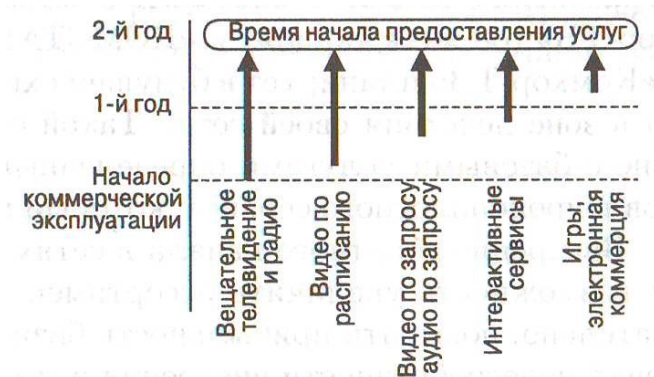 2-й год
Время начала предоставления услуг
1-й год
Начало
коммерческой
эксплуатации
Вещательное
телевидение
и радио
Видео по
расписанию
Видео по запросу
аудио по запросу
Интерактивные
сервисы
Игры,
электронная
коммерция